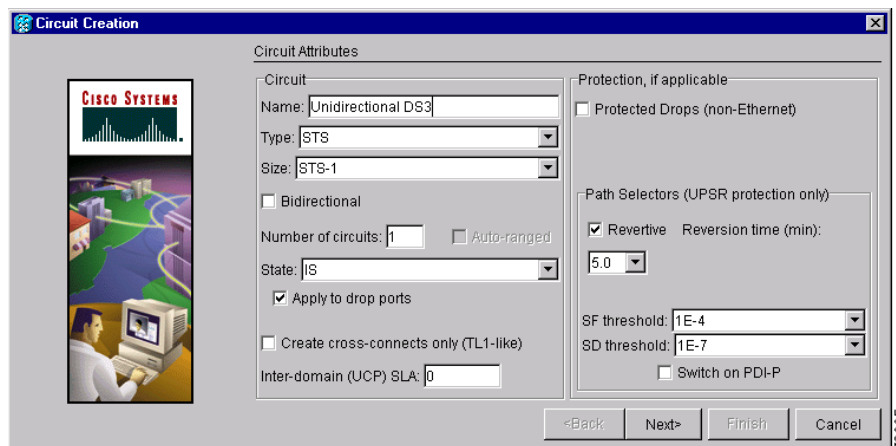 Circuit Creation
CISCO SYSTEMS
Circuit Attributes
Circuit
Name: Unidirectional DS3
Type: STS
Size: STS-1
Bidirectional
Number of circuits: 1 Auto-ranged
State: IS
Apply to drop ports
Create cross-connects only (TL1-like)
Inter-domain (UCP) SLA: 0
Protection, if applicable
Protected Drops (non-Ethernet)
Path Selectors (UPSR protection only)
Revertive Reversion time (min):
5.0
SF threshold: 1E-4
SD threshold: 1E-7
Switch on PDI-P
<Back Next> Finish Cancel